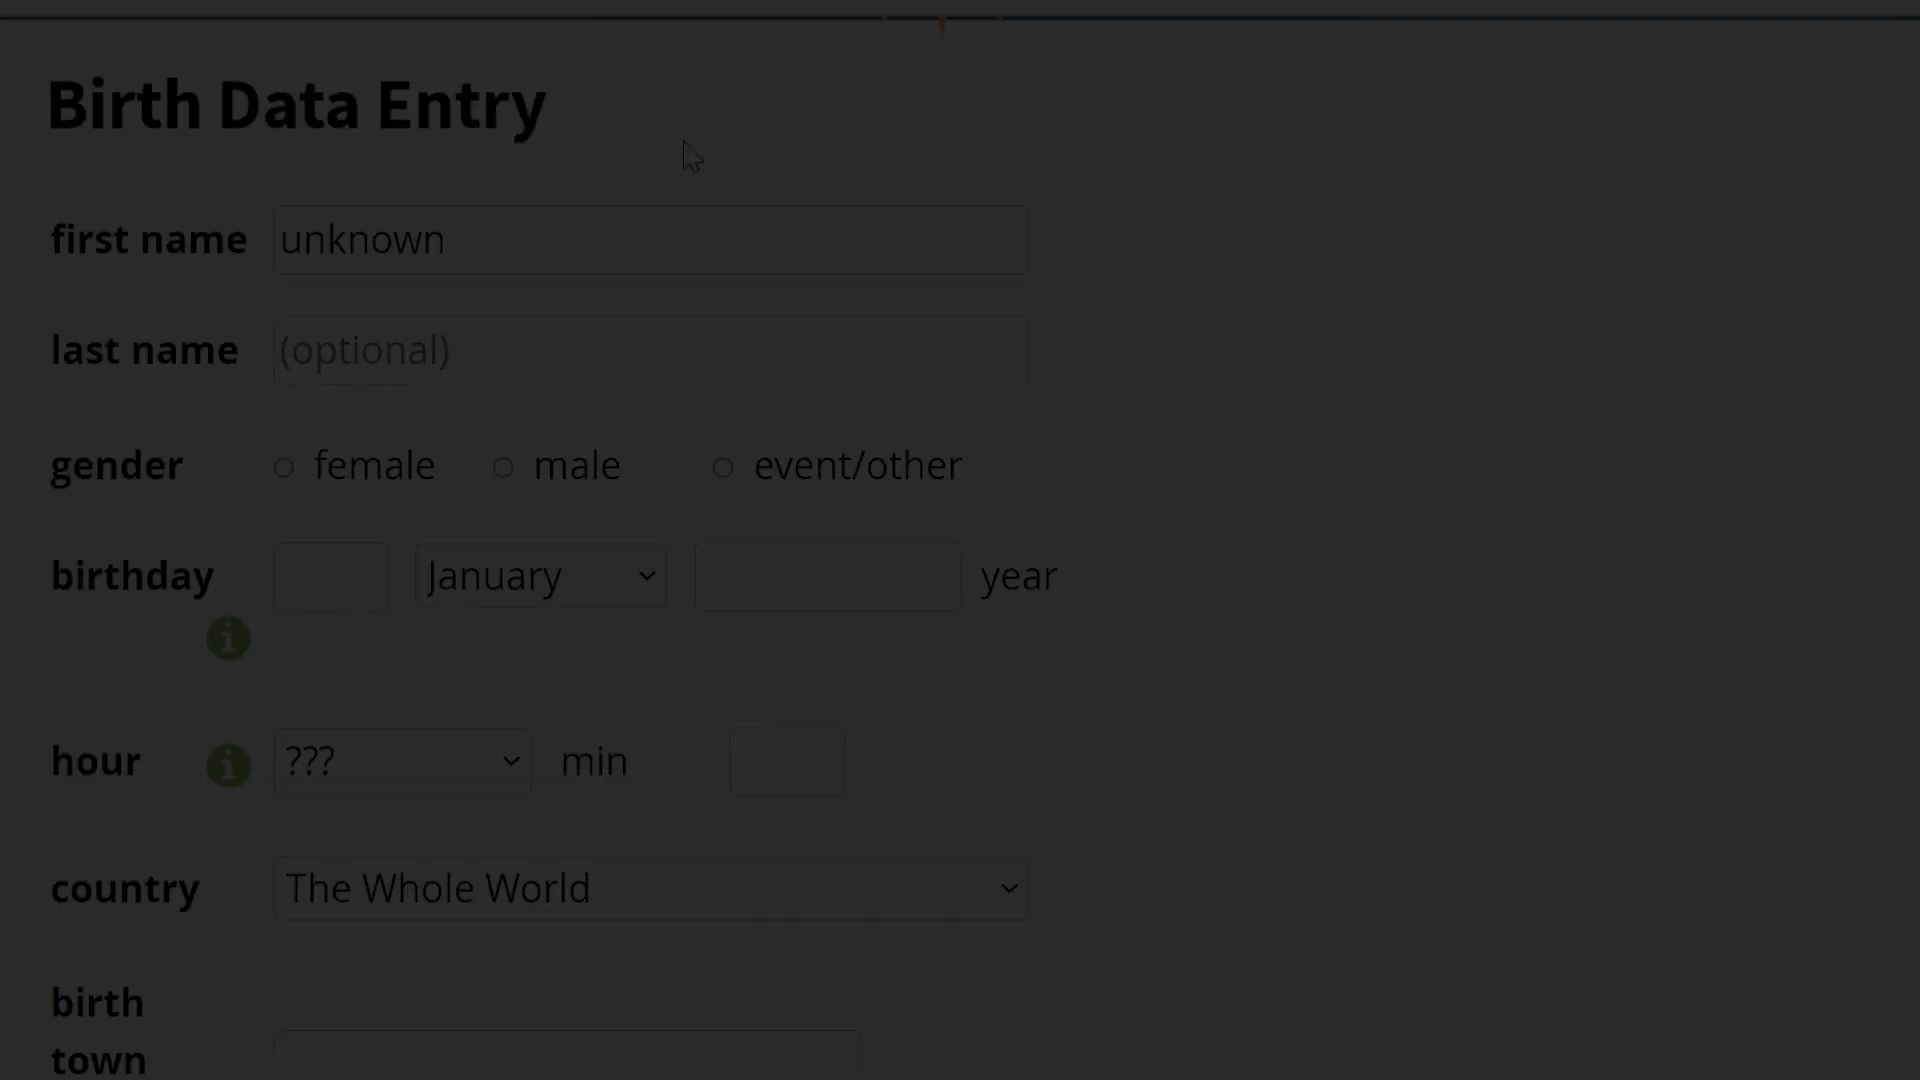 Birth Data Entry
first name unknown
last name (optional)
gender female male event/other
birthday January year
hour ??? min
country The Whole World
birth
town